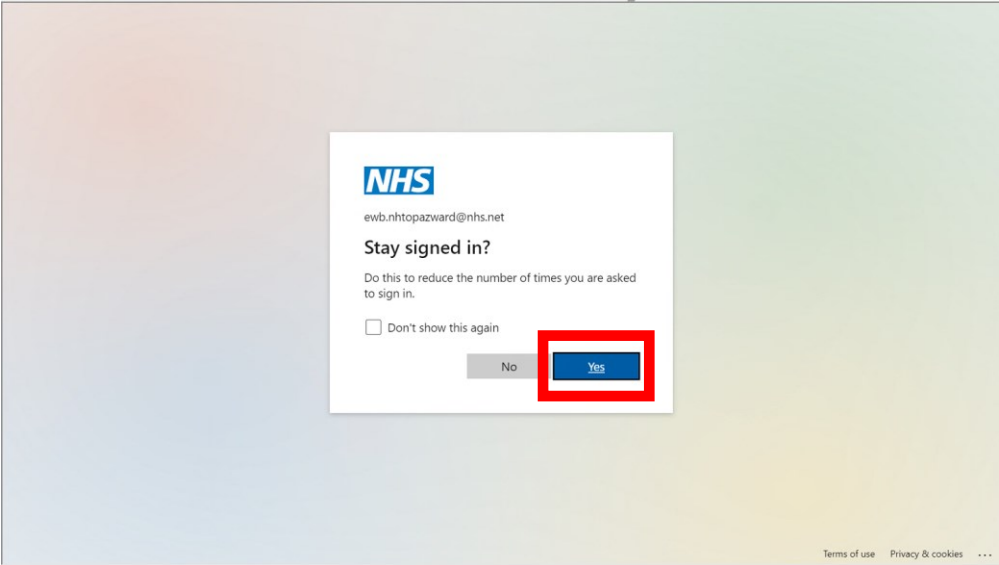 NHS
ewb.nhtopazward@nhs.net
Stay signed in?
Do this to reduce the number of times you are asked
to sign in.
Don't show this again
No Yes
Terms of use Privacy & cookies ...